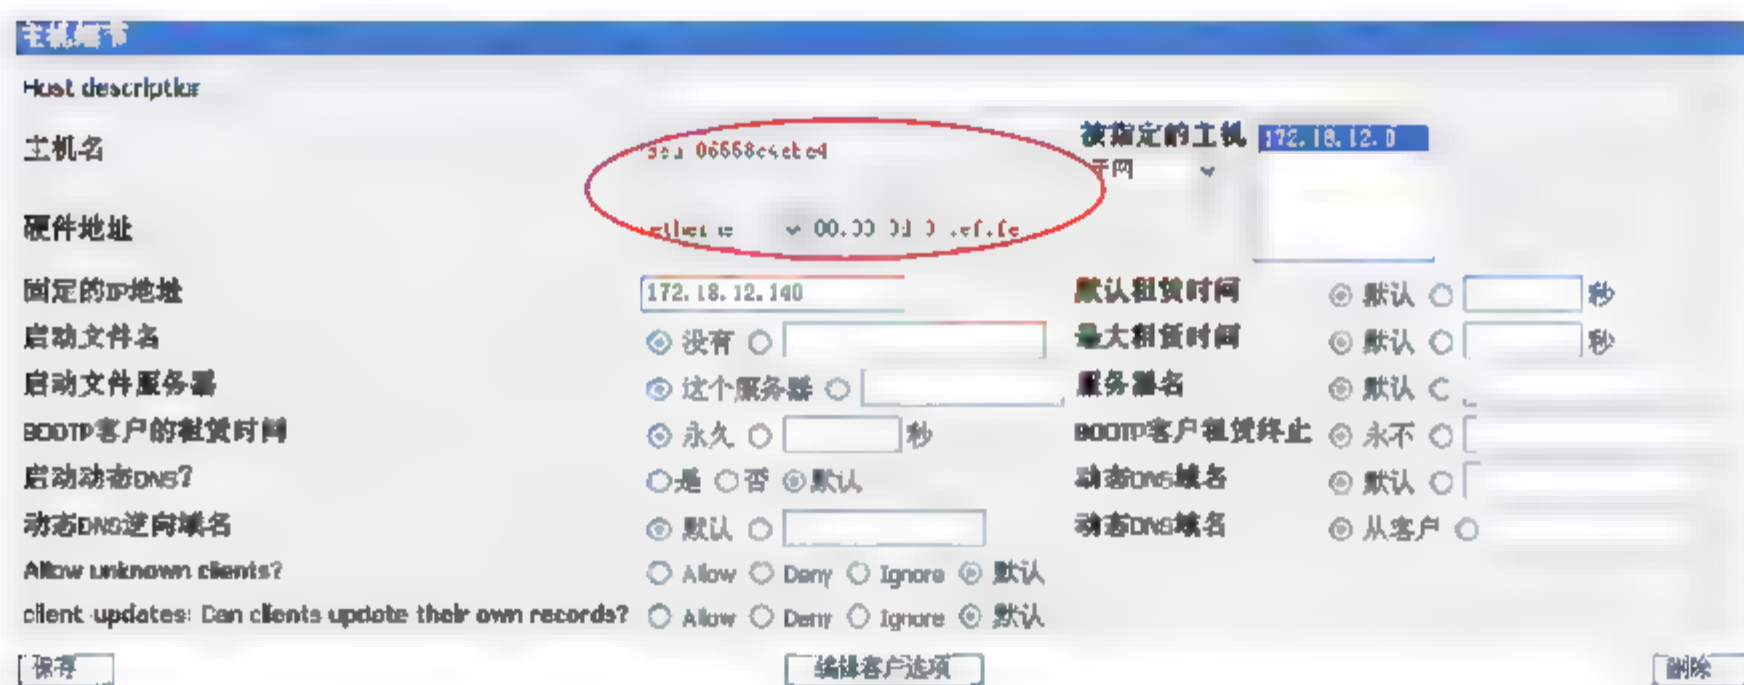 主机细节
Host description
主机名 被指定的主机 172.18.12.0
子网
硬件地址
固定的IP地址 172.18.12.140 默认租赁时间 默认 秒
启动文件名 没有 最大租赁时间 默认 秒
启动文件服务器 这个服务器 服务器名 默认
BOOTP客户的租赁时间 永久 秒 BOOTP客户租赁终止 永不
启动动态DNS? 是 否 默认 动态DNS域名 默认
动态DNS逆向域名 默认 动态DNS域名 从客户
Allow unknown clients? Allow Deny Ignore 默认
client-updates: Can clients update their own records? Allow Deny Ignore 默认
保存 编辑客户选项 删除